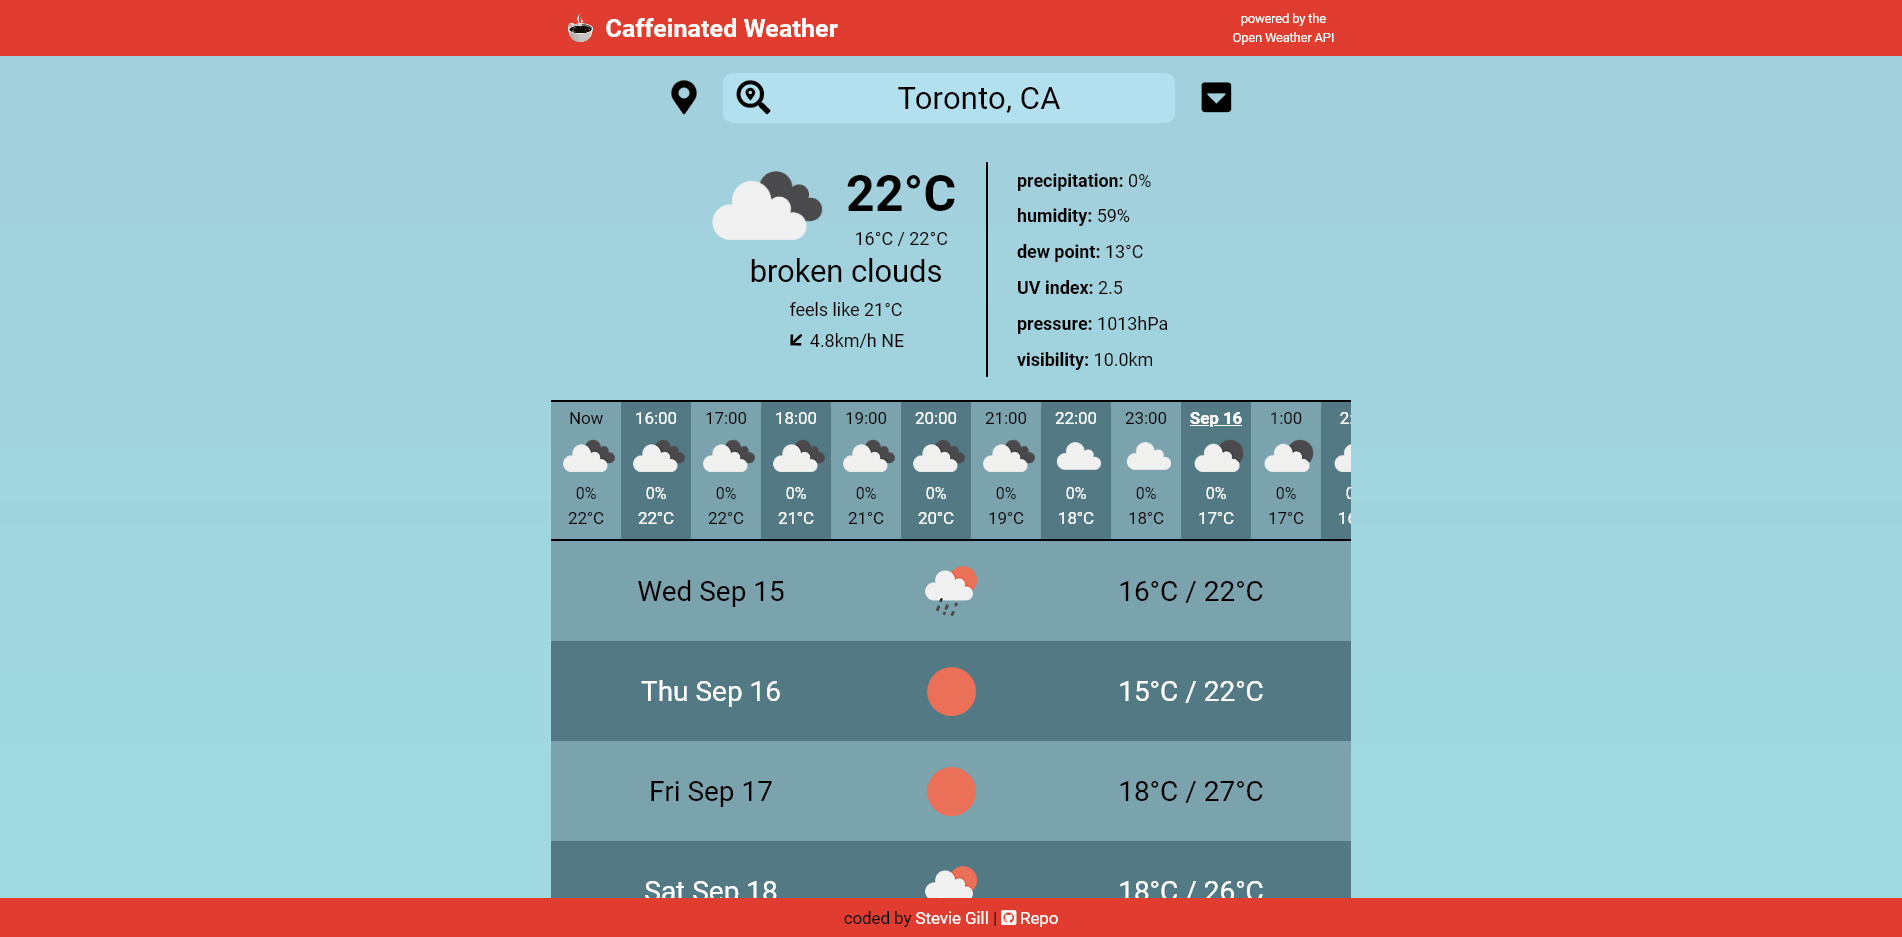 Caffeinated Weather
powered by the
Open Weather API
Toronto, CA
22°C
16°C / 22°C
broken clouds
feels like 21°C
4.8km/h NE
precipitation: 0%
humidity: 59%
dew point: 13°C
UV index: 2.5
pressure: 1013hPa
visibility: 10.0km
Now 16:00 17:00 18:00 19:00 20:00 21:00 22:00 23:00 Sep 16 1:00
0% 0% 0% 0% 0% 0% 0% 0% 0% 0% 0%
22°C 22°C 22°C 21°C 21°C 20°C 19°C 18°C 18°C 17°C 17°C
Wed Sep 15 16°C / 22°C
Thu Sep 16 15°C / 22°C
Fri Sep 17 18°C / 27°C
Sat Sep 18 18°C / 26°C
coded by Stevie Gill | Repo